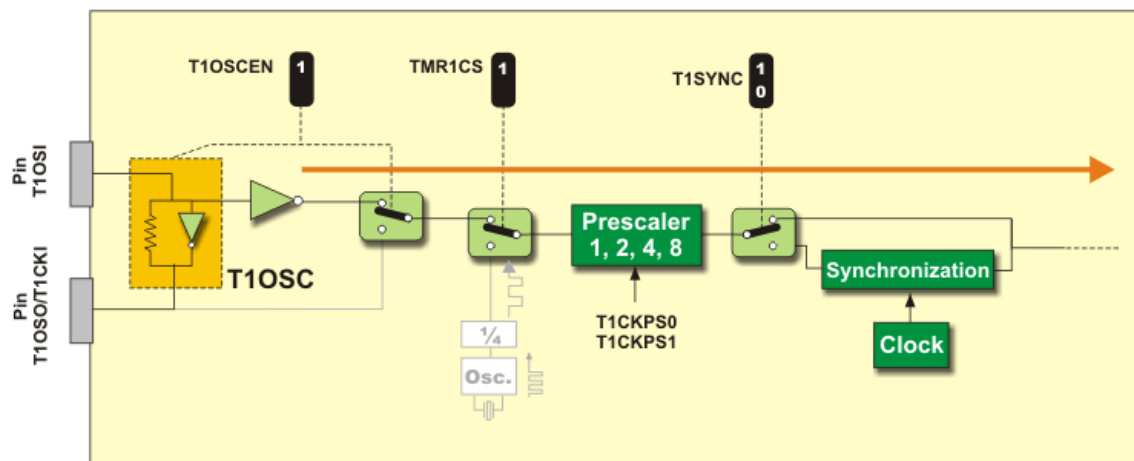 T1OSCEN
1
TMR1CS
1
T1SYNC
1
0
Pin
T1OSI
T1OSC
Pin
T1OSO/T1CKI
Prescaler
1, 2, 4, 8
T1CKPS0
T1CKPS1
Synchronization
Clock
¼
Osc.